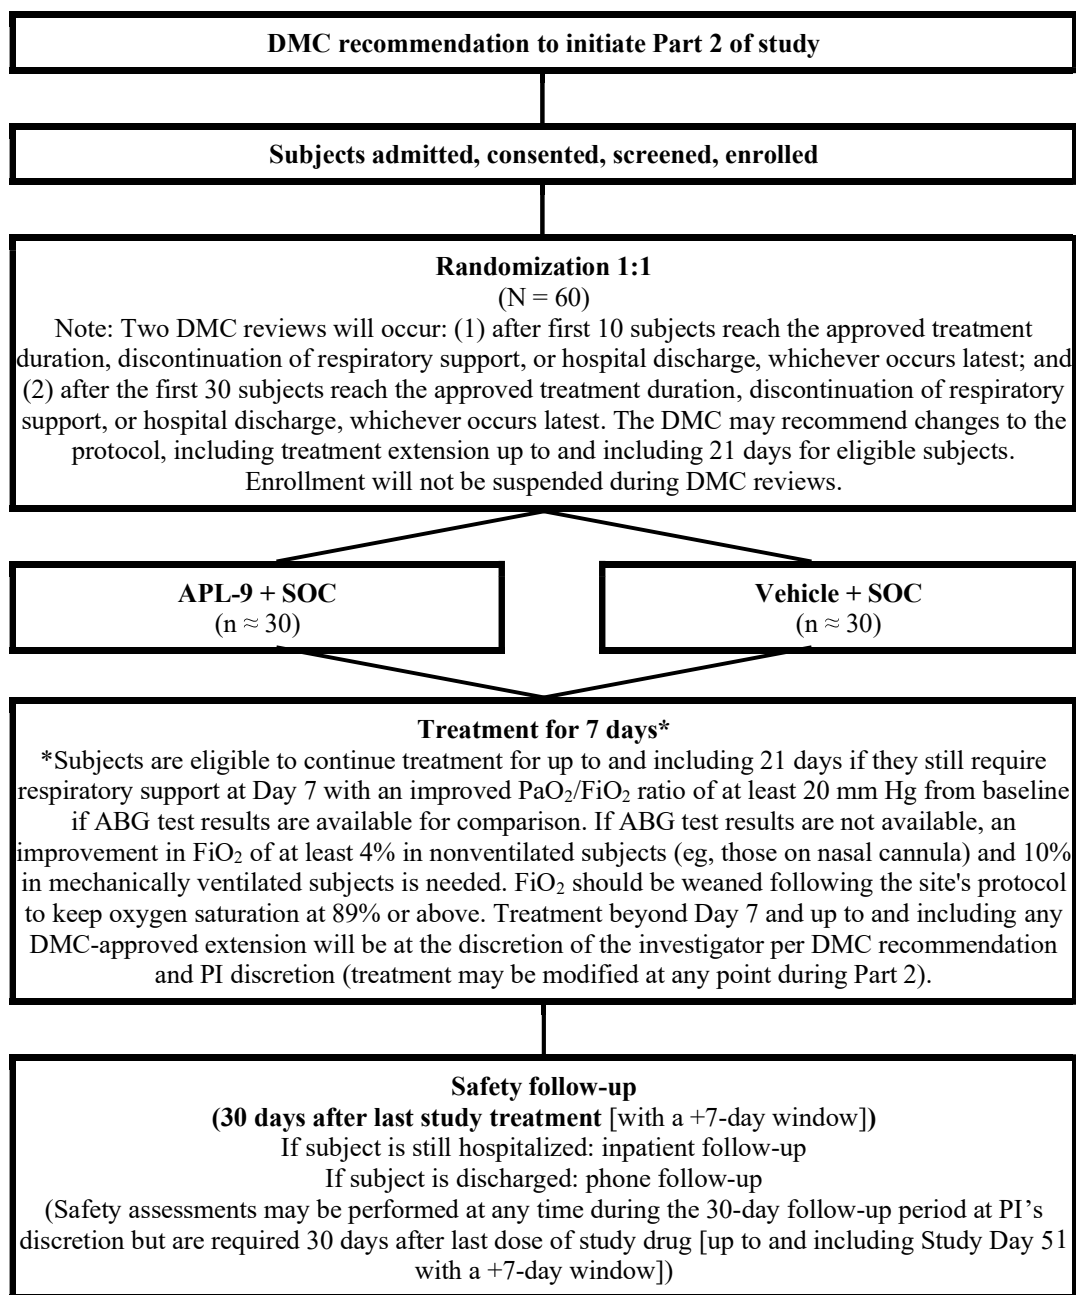 DMC recommendation to initiate Part 2 of study
Subjects admitted, consented, screened, enrolled
Randomization 1:1
(N = 60)
Note: Two DMC reviews will occur: (1) after first 10 subjects reach the approved treatment
duration, discontinuation of respiratory support, or hospital discharge, whichever occurs latest; and
(2) after the first 30 subjects reach the approved treatment duration, discontinuation of respiratory
support, or hospital discharge, whichever occurs latest. The DMC may recommend changes to the
protocol, including treatment extension up to and including 21 days for eligible subjects.
Enrollment will not be suspended during DMC reviews.
APL-9 + SOC
(n ≈ 30)
Vehicle + SOC
(n ≈ 30)
Treatment for 7 days*
*Subjects are eligible to continue treatment for up to and including 21 days if they still require
respiratory support at Day 7 with an improved PaO₂/FiO₂ ratio of at least 20 mm Hg from baseline
if ABG test results are available for comparison. If ABG test results are not available, an
improvement in FiO₂ of at least 4% in nonventilated subjects (eg, those on nasal cannula) and 10%
in mechanically ventilated subjects is needed. FiO₂ should be weaned following the site's protocol
to keep oxygen saturation at 89% or above. Treatment beyond Day 7 and up to and including any
DMC-approved extension will be at the discretion of the investigator per DMC recommendation
and PI discretion (treatment may be modified at any point during Part 2).
Safety follow-up
(30 days after last study treatment [with a +7-day window])
If subject is still hospitalized: inpatient follow-up
If subject is discharged: phone follow-up
(Safety assessments may be performed at any time during the 30-day follow-up period at PI’s
discretion but are required 30 days after last dose of study drug [up to and including Study Day 51
with a +7-day window])